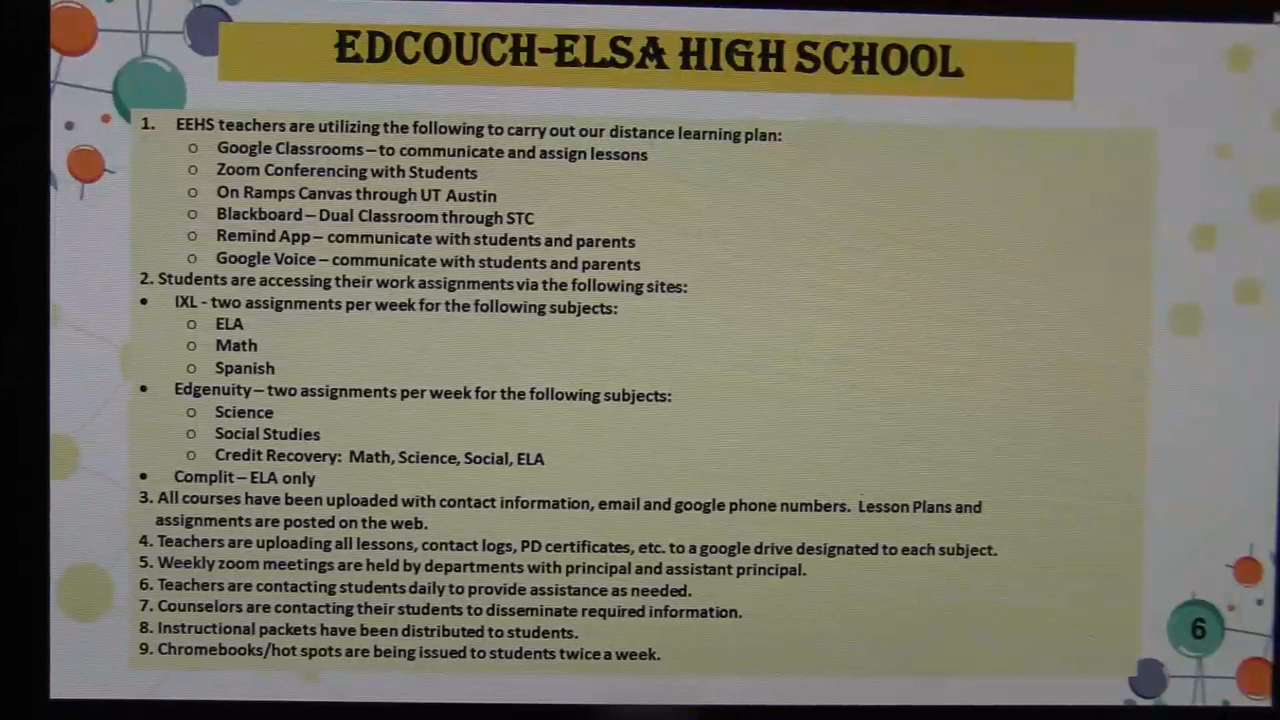 EDCOUCH-ELSA HIGH SCHOOL
1. EEHS teachers are utilizing the following to carry out our distance learning plan:
o Google Classrooms – to communicate and assign lessons
o Zoom Conferencing with Students
o On Ramps Canvas through UT Austin
o Blackboard – Dual Classroom through STC
o Remind App – communicate with students and parents
o Google Voice – communicate with students and parents
2. Students are accessing their work assignments via the following sites:
• IXL - two assignments per week for the following subjects:
o ELA
o Math
o Spanish
• Edgenuity – two assignments per week for the following subjects:
o Science
o Social Studies
o Credit Recovery: Math, Science, Social, ELA
• Complit – ELA only
3. All courses have been uploaded with contact information, email and google phone numbers. Lesson Plans and
assignments are posted on the web.
4. Teachers are uploading all lessons, contact logs, PD certificates, etc. to a google drive designated to each subject.
5. Weekly zoom meetings are held by departments with principal and assistant principal.
6. Teachers are contacting students daily to provide assistance as needed.
7. Counselors are contacting their students to disseminate required information.
8. Instructional packets have been distributed to students.
9. Chromebooks/hot spots are being issued to students twice a week.
6